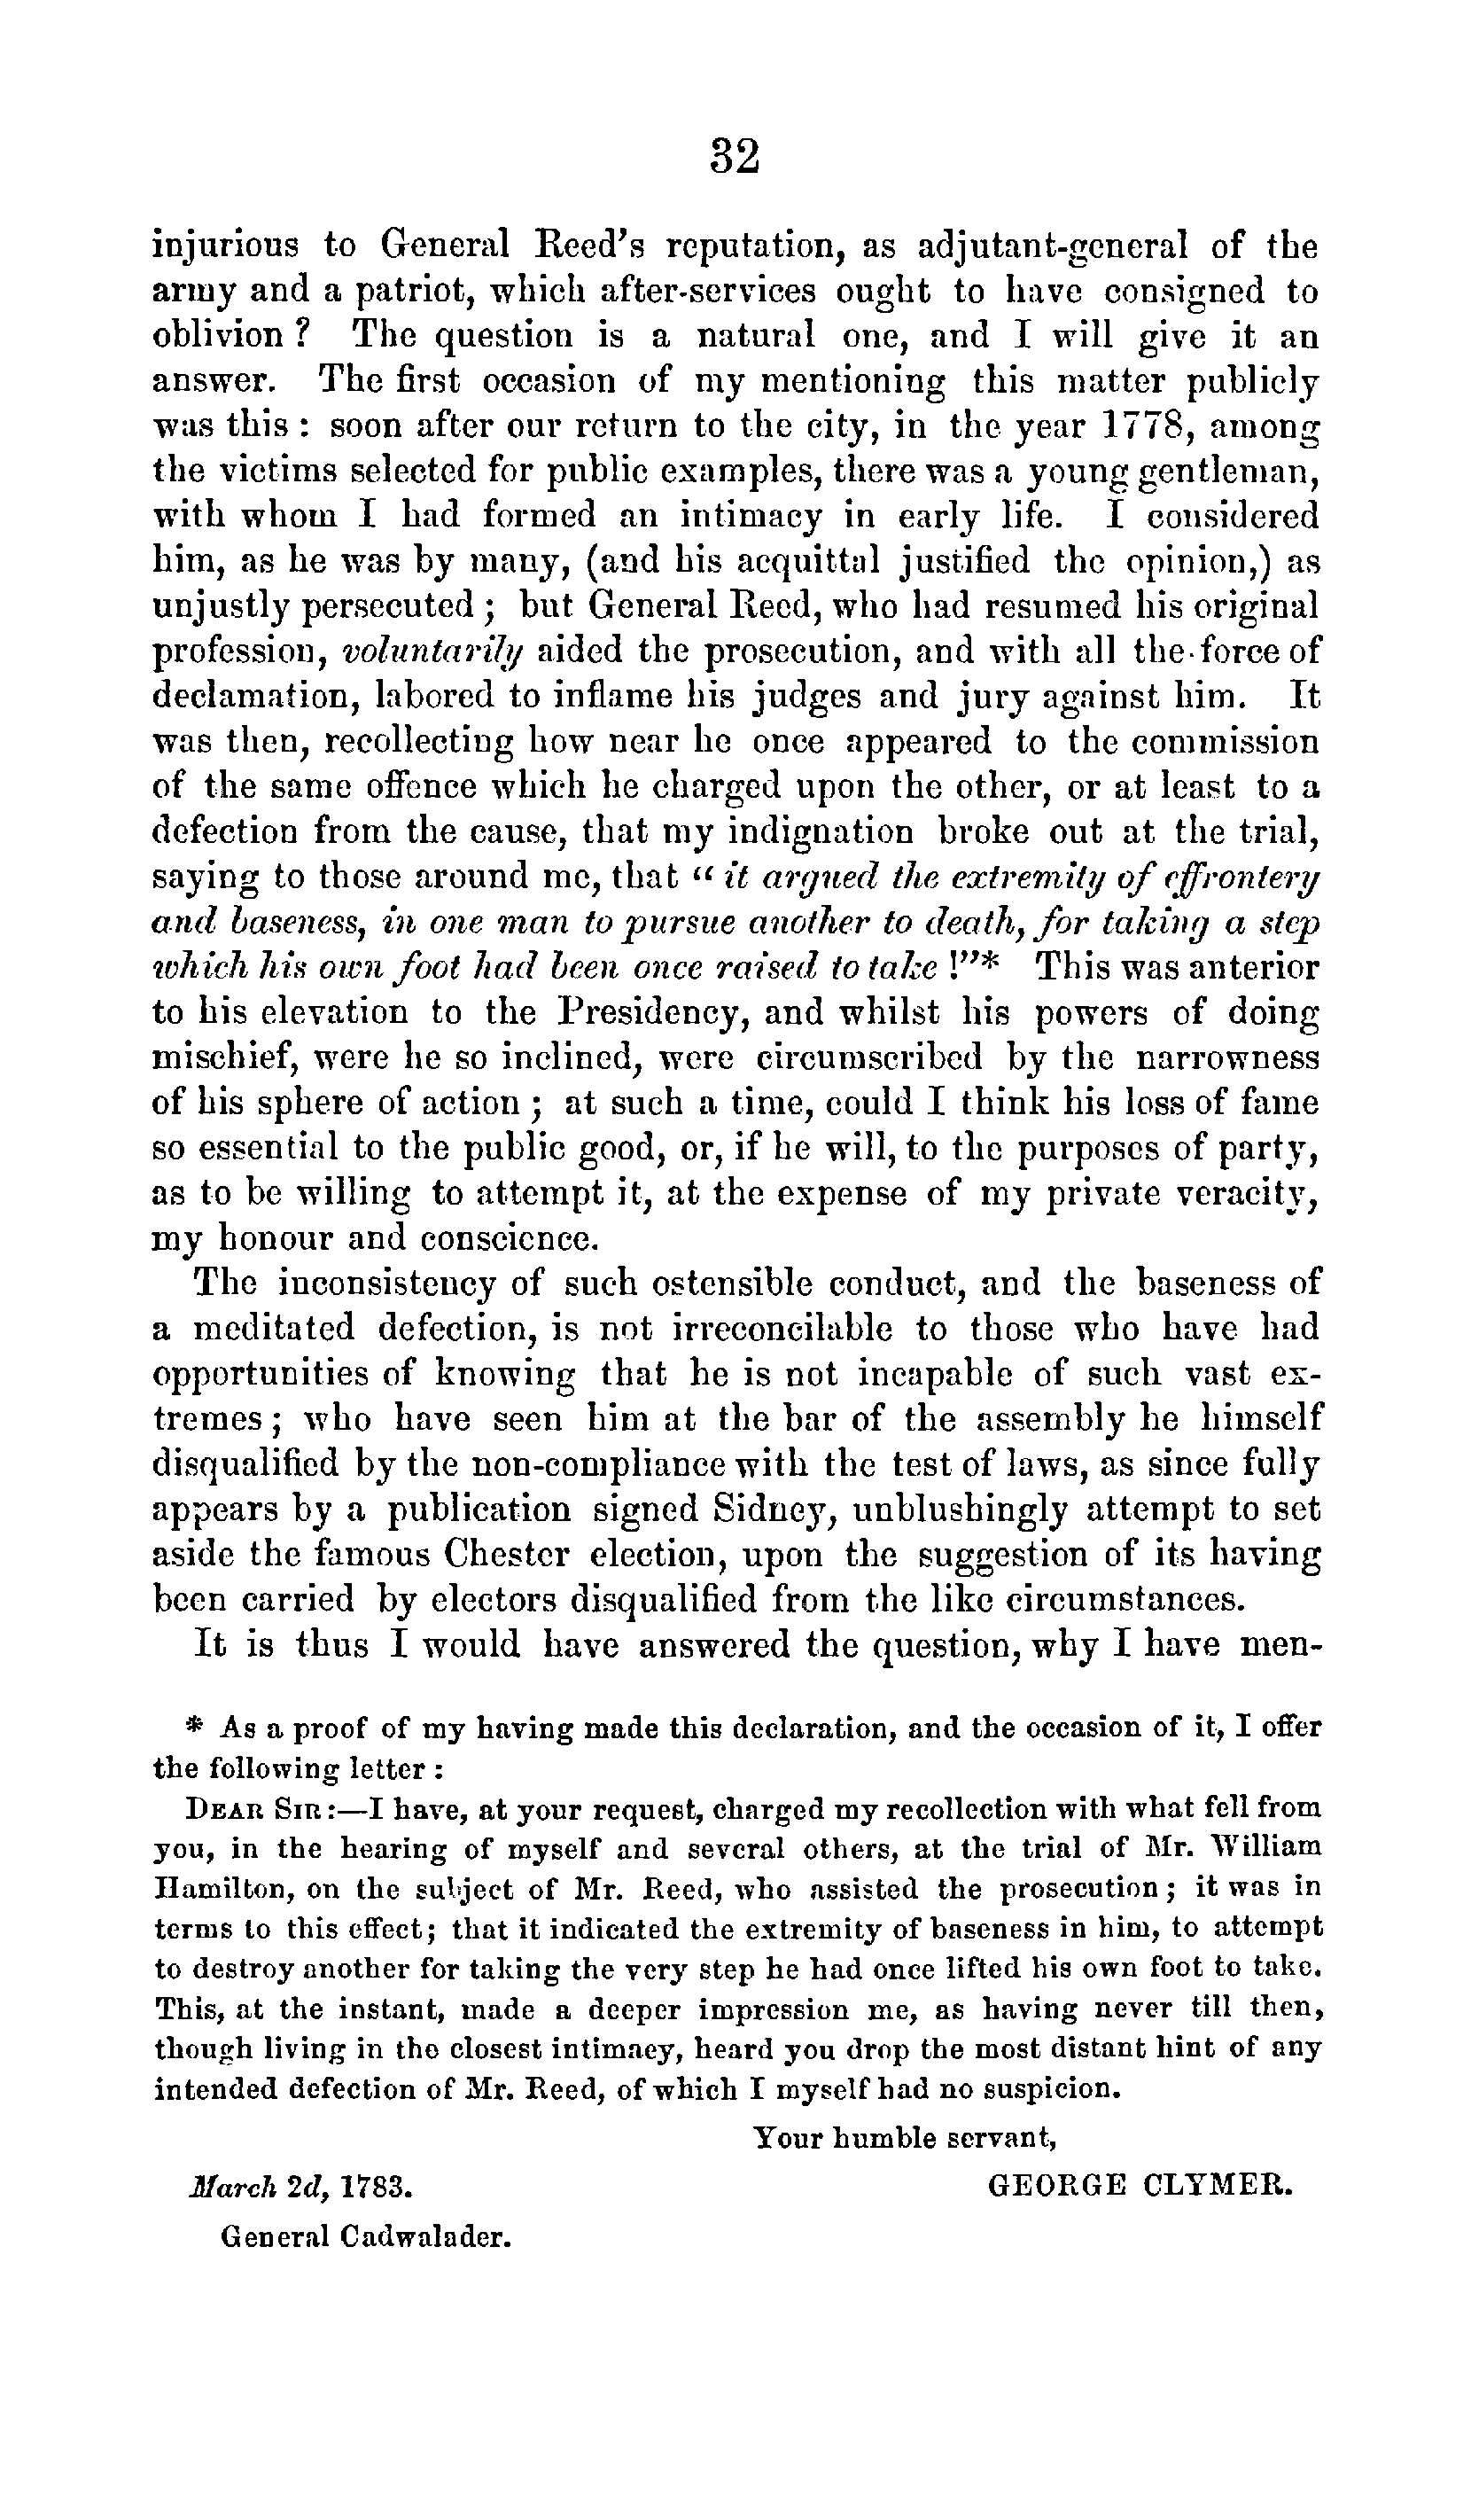 32
injurious to General Reed's reputation, as adjutant-general of the
army and a patriot, which after-services ought to have consigned to
oblivion ? The question is a natural one, and I will give it an
answer. The first occasion of my mentioning this matter publicly
was this : soon after our return to the city, in the year 1778, among
the victims selected for public examples, there was a young gentleman,
with whom I had formed an intimacy in early life. I considered
him, as he was by many, (and his acquittal justified the opinion,) as
unjustly persecuted ; but General Reed, who had resumed his original
profession, voluntarily aided the prosecution, and with all the force of
declamation, labored to inflame his judges and jury against him. It
was then, recollecting how near he once appeared to the commission
of the same offence which he charged upon the other, or at least to a
defection from the cause, that my indignation broke out at the trial,
saying to those around me, that " it argued the extremity of effrontery
and baseness, in one man to pursue another to death, for taking a step
which his own foot had been once raised to take !"* This was anterior
to his elevation to the Presidency, and whilst his powers of doing
mischief, were he so inclined, were circumscribed by the narrowness
of his sphere of action ; at such a time, could I think his loss of fame
so essential to the public good, or, if he will, to the purposes of party,
as to be willing to attempt it, at the expense of my private veracity,
my honour and conscience.
The inconsistency of such ostensible conduct, and the baseness of
a meditated defection, is not irreconcilable to those who have had
opportunities of knowing that he is not incapable of such vast ex-
tremes ; who have seen him at the bar of the assembly he himself
disqualified by the non-compliance with the test of laws, as since fully
appears by a publication signed Sidney, unblushingly attempt to set
aside the famous Chester election, upon the suggestion of its having
been carried by electors disqualified from the like circumstances.
It is thus I would have answered the question, why I have men-
* As a proof of my having made this declaration, and the occasion of it, I offer
the following letter :
DEAR SIR :—I have, at your request, charged my recollection with what fell from
you, in the hearing of myself and several others, at the trial of Mr. William
Hamilton, on the subject of Mr. Reed, who assisted the prosecution ; it was in
terms to this effect; that it indicated the extremity of baseness in him, to attempt
to destroy another for taking the very step he had once lifted his own foot to take.
This, at the instant, made a deeper impression me, as having never till then,
though living in the closest intimacy, heard you drop the most distant hint of any
intended defection of Mr. Reed, of which I myself had no suspicion.
Your humble servant,
March 2d, 1783. GEORGE CLYMER.
General Cadwalader.